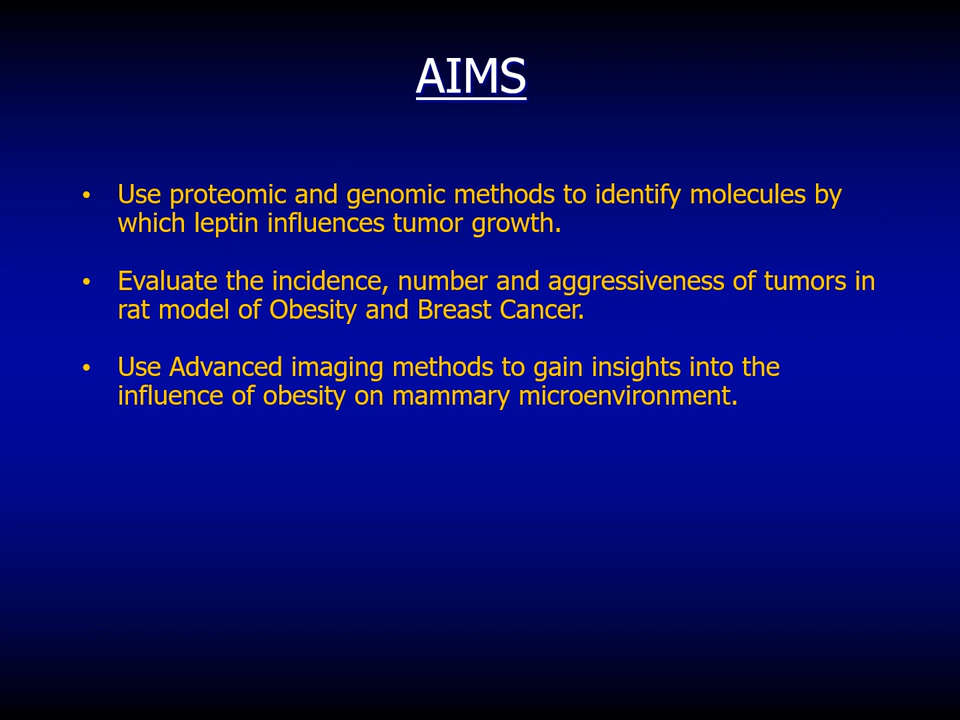 AIMS
• Use proteomic and genomic methods to identify molecules by
which leptin influences tumor growth.
• Evaluate the incidence, number and aggressiveness of tumors in
rat model of Obesity and Breast Cancer.
• Use Advanced imaging methods to gain insights into the
influence of obesity on mammary microenvironment.